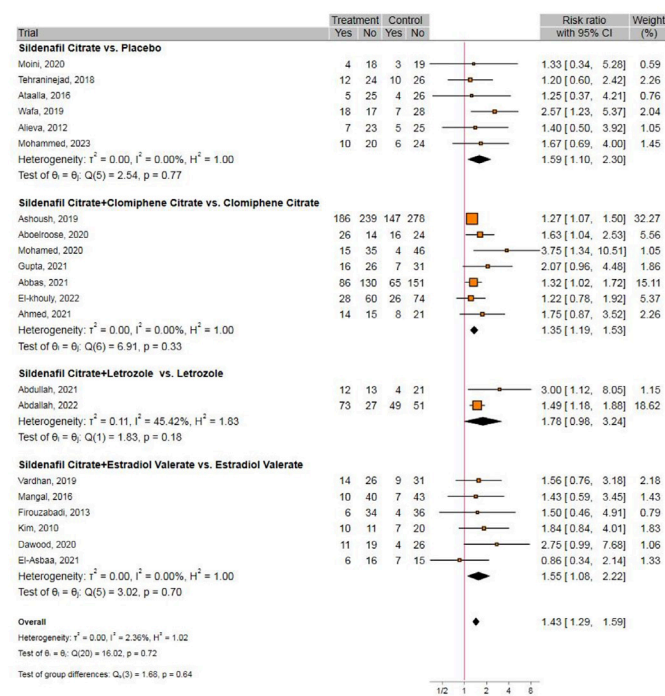 Treatment Control Risk ratio Weight
Trial Yes No Yes No with 95% CI (%)
Sildenafil Citrate vs. Placebo
Moini, 2020 4 18 3 19 1.33 [ 0.34, 5.28] 0.59
Tehraninejad, 2018 12 24 10 26 1.20 [ 0.60, 2.42] 2.26
Ataalla, 2016 5 25 4 26 1.25 [ 0.37, 4.21] 0.76
Wafa, 2019 18 17 7 28 2.57 [ 1.23, 5.37] 2.04
Alieva, 2012 7 23 5 25 1.40 [ 0.50, 3.92] 1.05
Mohammed, 2023 10 20 6 24 1.67 [ 0.69, 4.00] 1.45
Heterogeneity: τ² = 0.00, I² = 0.00%, H² = 1.00 1.59 [ 1.10, 2.30]
Test of θᵢ = θⱼ: Q(5) = 2.54, p = 0.77
Sildenafil Citrate+Clomiphene Citrate vs. Clomiphene Citrate
Ashoush, 2019 186 239 147 278 1.27 [ 1.07, 1.50] 32.27
Aboelroose, 2020 26 14 16 24 1.63 [ 1.04, 2.53] 5.56
Mohamed, 2020 15 35 4 46 3.75 [ 1.34, 10.51] 1.05
Gupta, 2021 16 26 7 31 2.07 [ 0.96, 4.48] 1.86
Abbas, 2021 86 130 65 151 1.32 [ 1.02, 1.72] 15.11
El-khouly, 2022 28 60 26 74 1.22 [ 0.78, 1.92] 5.37
Ahmed, 2021 14 15 8 21 1.75 [ 0.87, 3.52] 2.26
Heterogeneity: τ² = 0.00, I² = 0.00%, H² = 1.00 1.35 [ 1.19, 1.53]
Test of θᵢ = θⱼ: Q(6) = 6.91, p = 0.33
Sildenafil Citrate+Letrozole vs. Letrozole
Abdullah, 2021 12 13 4 21 3.00 [ 1.12, 8.05] 1.15
Abdallah, 2022 73 27 49 51 1.49 [ 1.18, 1.88] 18.62
Heterogeneity: τ² = 0.11, I² = 45.42%, H² = 1.83 1.78 [ 0.98, 3.24]
Test of θᵢ = θⱼ: Q(1) = 1.83, p = 0.18
Sildenafil Citrate+Estradiol Valerate vs. Estradiol Valerate
Vardhan, 2019 14 26 9 31 1.56 [ 0.76, 3.18] 2.18
Mangal, 2016 10 40 7 43 1.43 [ 0.59, 3.45] 1.43
Firouzabadi, 2013 6 34 4 36 1.50 [ 0.46, 4.91] 0.79
Kim, 2010 10 11 7 20 1.84 [ 0.84, 4.01] 1.82
Dawood, 2020 11 19 4 26 2.75 [ 0.99, 7.68] 1.06
El-Asbaa, 2021 6 16 7 15 0.86 [ 0.34, 2.14] 1.33
Heterogeneity: τ² = 0.00, I² = 0.00%, H² = 1.00 1.55 [ 1.08, 2.22]
Test of θᵢ = θⱼ: Q(5) = 3.02, p = 0.70
Overall 1.43 [ 1.29, 1.59]
Heterogeneity: τ² = 0.00, I² = 2.36%, H² = 1.02
Test of θᵢ = θⱼ: Q(20) = 16.02, p = 0.72
Test of group differences: Qᵦ(3) = 1.68, p = 0.64
1/2 1 2 4 8